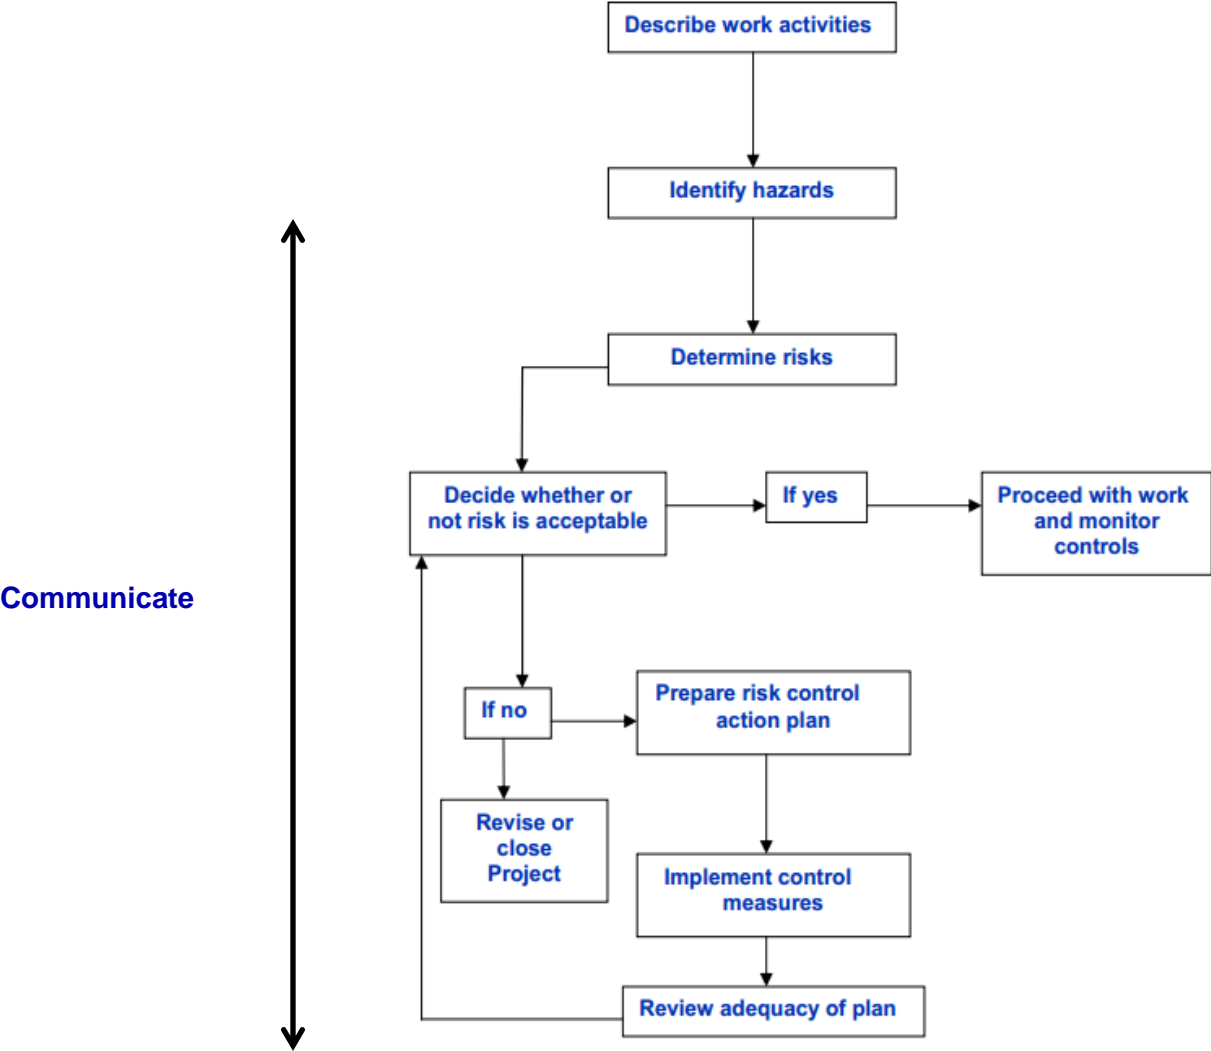 Describe work activities
Identify hazards
Determine risks
Decide whether or
not risk is acceptable
If yes
Proceed with work
and monitor
controls
Communicate
If no
Prepare risk control
action plan
Revise or
close
Project
Implement control
measures
Review adequacy of plan